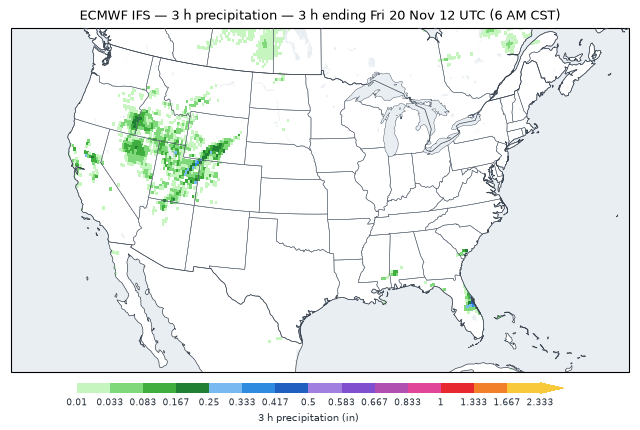 ECMWF IFS — 3 h precipitation — 3 h ending Fri 20 Nov 12 UTC (6 AM CST)
0.01 0.033 0.083 0.167 0.25 0.333 0.417 0.5 0.583 0.667 0.833 1 1.333 1.667 2.333
3 h precipitation (in)